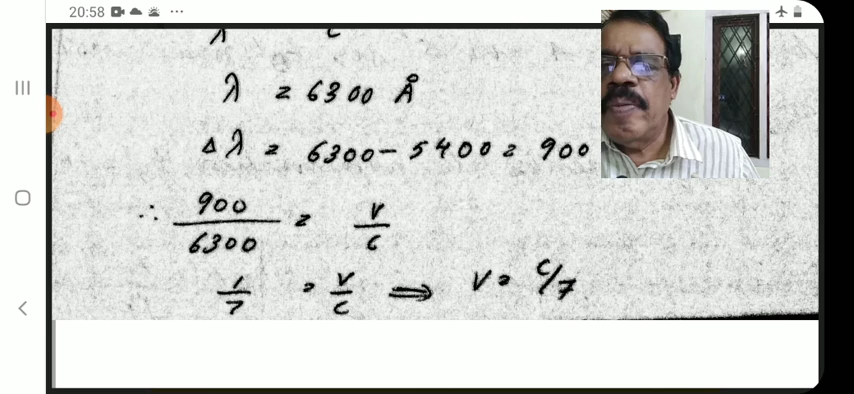 20:58
λ c
λ = 6300 Å
Δλ = 6300 - 5400 = 900
∴ 900/6300 = v/c
1/7 = v/c ⟹ v = c/7